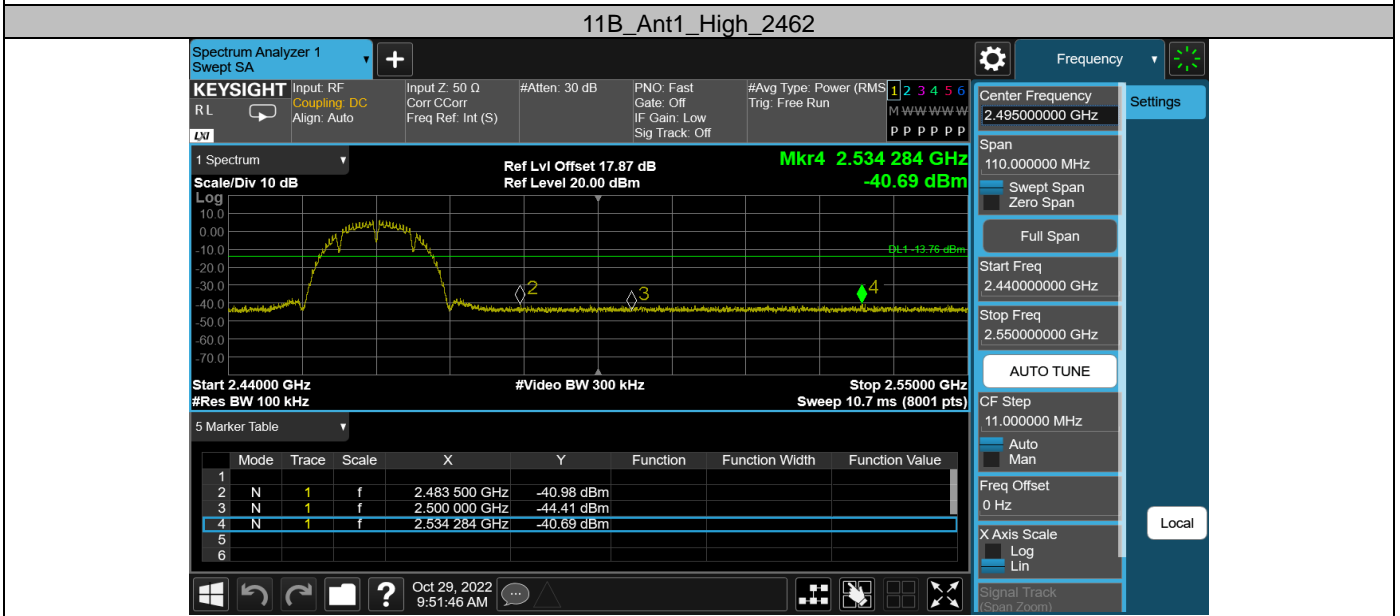 11B_Ant1_High_2462
Spectrum Analyzer 1
Swept SA
+
Frequency
KEYSIGHT
RL
LXI
Input: RF
Coupling: DC
Align: Auto
Input Z: 50 Ω
Corr CCorr
Freq Ref: Int (S)
#Atten: 30 dB
PNO: Fast
Gate: Off
IF Gain: Low
Sig Track: Off
#Avg Type: Power (RMS
Trig: Free Run
1 2 3 4 5 6
M W W W W W
P P P P P P
Center Frequency
2.495000000 GHz
Settings
Span
110.000000 MHz
Swept Span
Zero Span
Full Span
Start Freq
2.440000000 GHz
Stop Freq
2.550000000 GHz
AUTO TUNE
CF Step
11.000000 MHz
Auto
Man
Freq Offset
0 Hz
X Axis Scale
Log
Lin
Signal Track
(Span Zoom)
Local
1 Spectrum
Scale/Div 10 dB
Log
Ref Lvl Offset 17.87 dB
Ref Level 20.00 dBm
Mkr4 2.534 284 GHz
-40.69 dBm
10.0
0.00
-10.0
-20.0
-30.0
-40.0
-50.0
-60.0
-70.0
DL1 -13.76 dBm
2
3
4
Start 2.44000 GHz
#Res BW 100 kHz
#Video BW 300 kHz
Stop 2.55000 GHz
Sweep 10.7 ms (8001 pts)
5 Marker Table
Mode Trace Scale X Y Function Function Width Function Value
1
2 N 1 f 2.483 500 GHz -40.98 dBm
3 N 1 f 2.500 000 GHz -44.41 dBm
4 N 1 f 2.534 284 GHz -40.69 dBm
5
6
?
Oct 29, 2022
9:51:46 AM